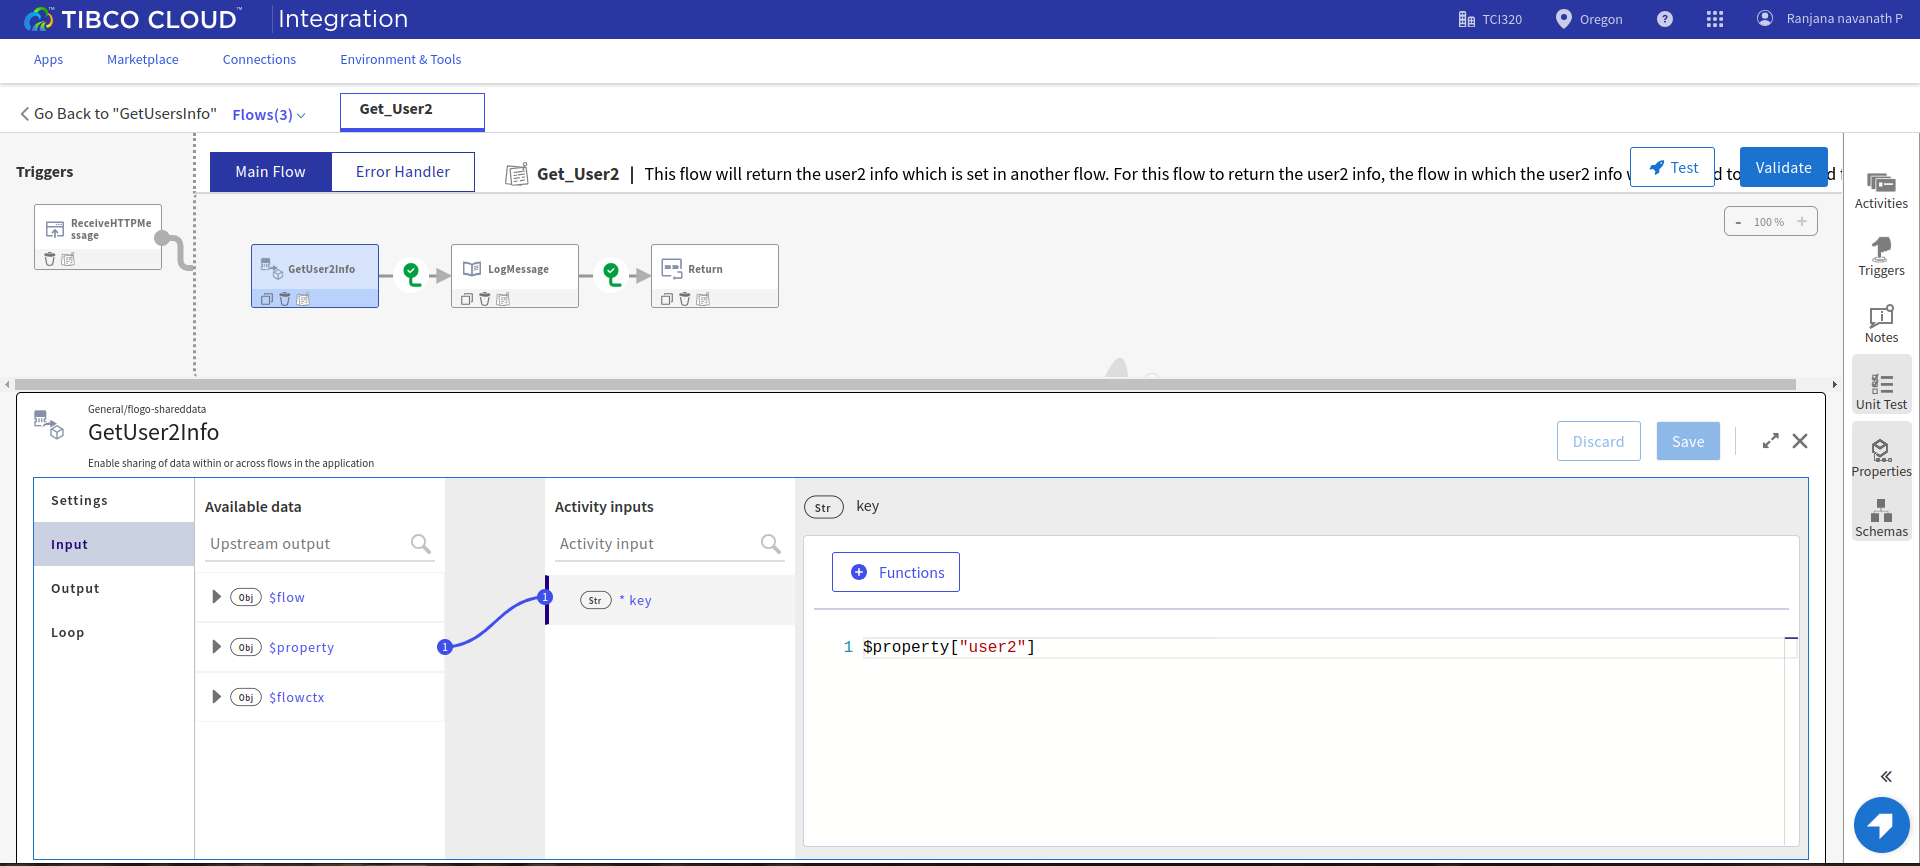 TIBCO CLOUD™ Integration
TCI320
Oregon
?
Ranjana navanath P
Apps
Marketplace
Connections
Environment & Tools
Go Back to "GetUsersInfo"
Flows(3)
Get_User2
Triggers
Main Flow
Error Handler
Get_User2 | This flow will return the user2 info which is set in another flow. For this flow to return the user2 info, the flow in which the user2 info
Test
Validate
ReceiveHTTPMe
ssage
- 100 % +
GetUser2Info
LogMessage
Return
Activities
Triggers
Notes
Unit Test
Properties
Schemas
General/flogo-shareddata
GetUser2Info
Enable sharing of data within or across flows in the application
Discard
Save
Settings
Input
Output
Loop
Available data
Upstream output
Obj $flow
Obj $property
1
Obj $flowctx
Activity inputs
Activity input
1
Str * key
Str key
Functions
1 $property["user2"]